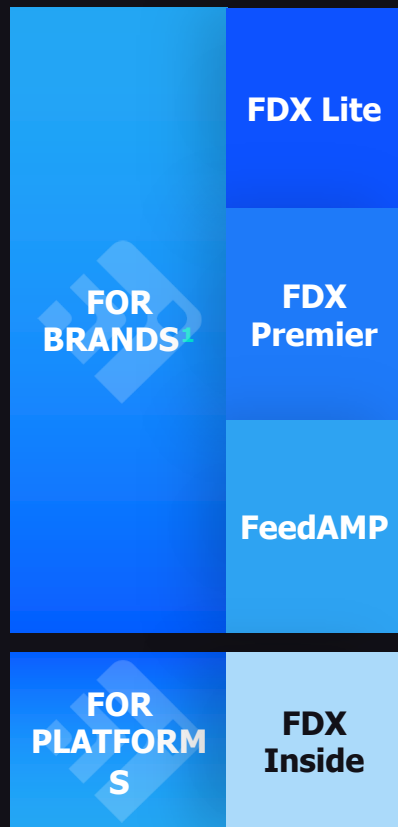 FOR
BRANDS¹
FDX Lite
FDX
Premier
FeedAMP
FOR
PLATFORM
S
FDX
Inside